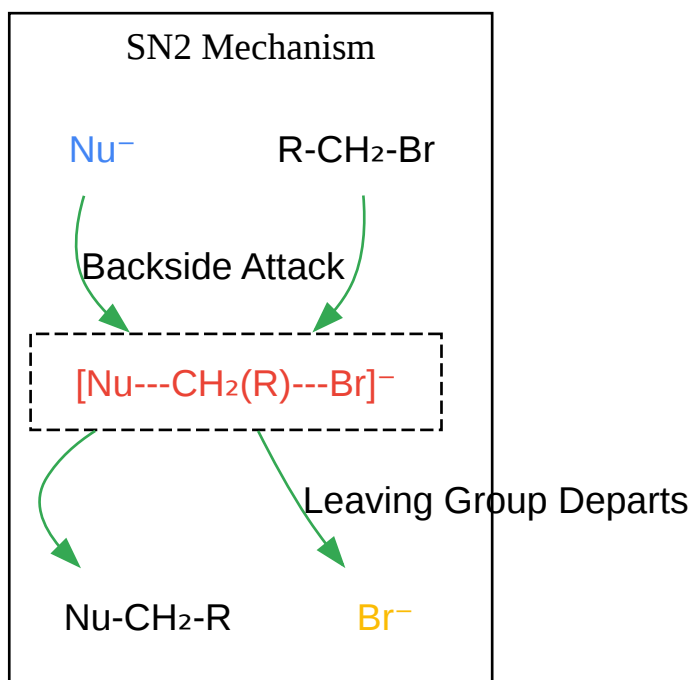 SN2 Mechanism
Nu⁻ R-CH₂-Br
Backside Attack
[Nu---CH₂(R)---Br]⁻
Leaving Group Departs
Nu-CH₂-R Br⁻